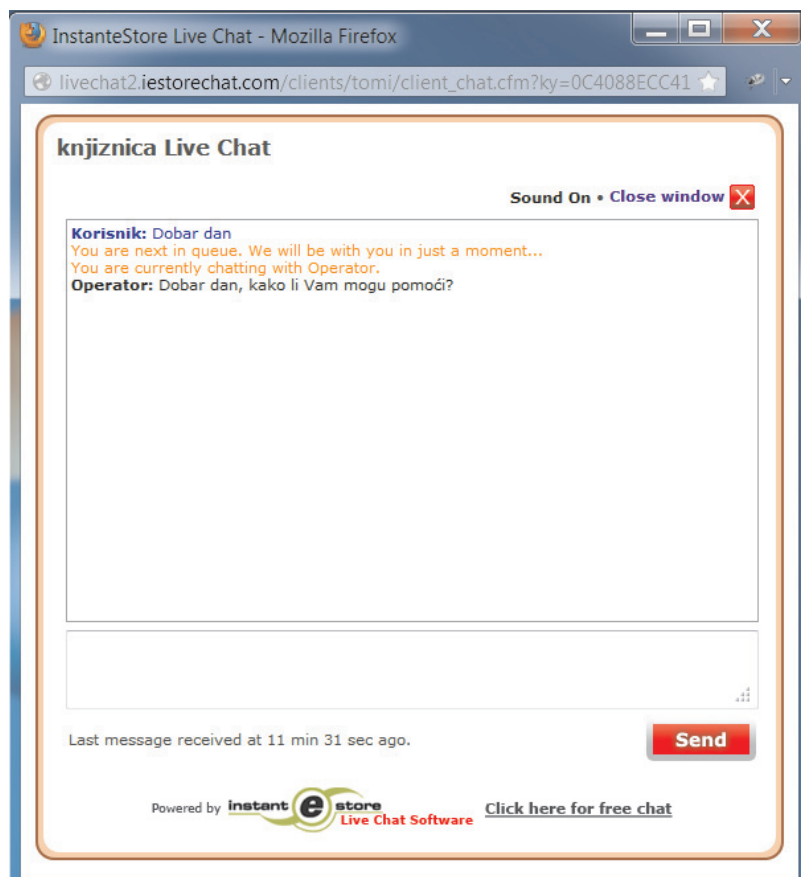 InstanteStore Live Chat - Mozilla Firefox
livechat2.iestorechat.com/clients/tomi/client_chat.cfm?ky=0C4088ECC41
knjiznica Live Chat
Sound On • Close window X
Korisnik: Dobar dan
You are next in queue. We will be with you in just a moment...
You are currently chatting with Operator.
Operator: Dobar dan, kako li Vam mogu pomoći?
Last message received at 11 min 31 sec ago.
Send
Powered by instant e store
Live Chat Software
Click here for free chat